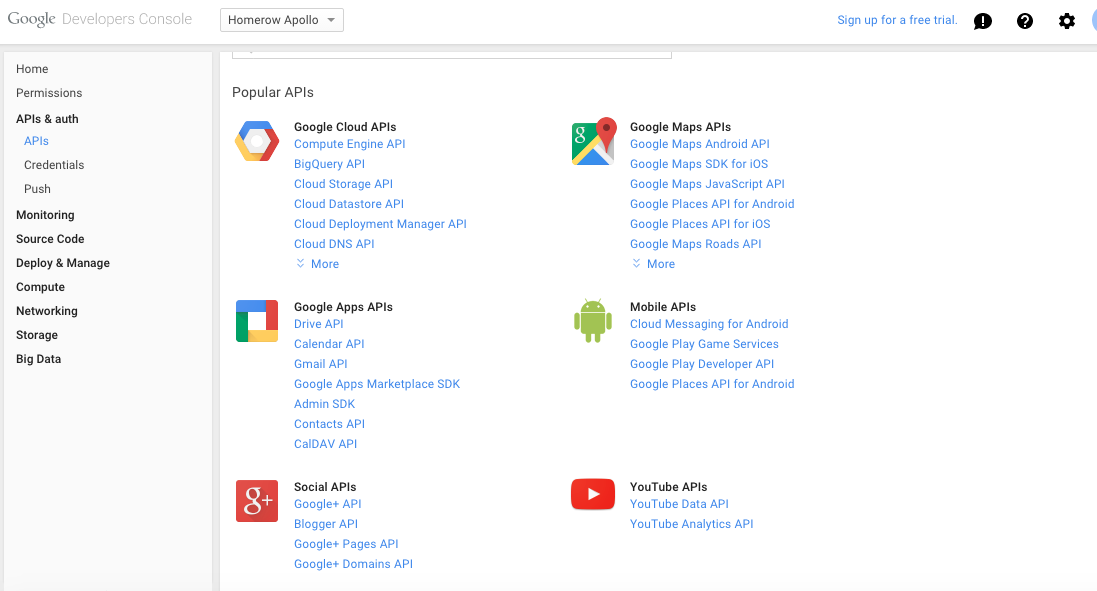 Google Developers Console
Homerow Apollo
Sign up for a free trial.
Home
Permissions
APIs & auth
APIs
Credentials
Push
Monitoring
Source Code
Deploy & Manage
Compute
Networking
Storage
Big Data
Popular APIs
Google Cloud APIs
Compute Engine API
BigQuery API
Cloud Storage API
Cloud Datastore API
Cloud Deployment Manager API
Cloud DNS API
More
g
Google Maps APIs
Google Maps Android API
Google Maps SDK for iOS
Google Maps JavaScript API
Google Places API for Android
Google Places API for iOS
Google Maps Roads API
More
Google Apps APIs
Drive API
Calendar API
Gmail API
Google Apps Marketplace SDK
Admin SDK
Contacts API
CalDAV API
Mobile APIs
Cloud Messaging for Android
Google Play Game Services
Google Play Developer API
Google Places API for Android
g+
Social APIs
Google+ API
Blogger API
Google+ Pages API
Google+ Domains API
YouTube APIs
YouTube Data API
YouTube Analytics API